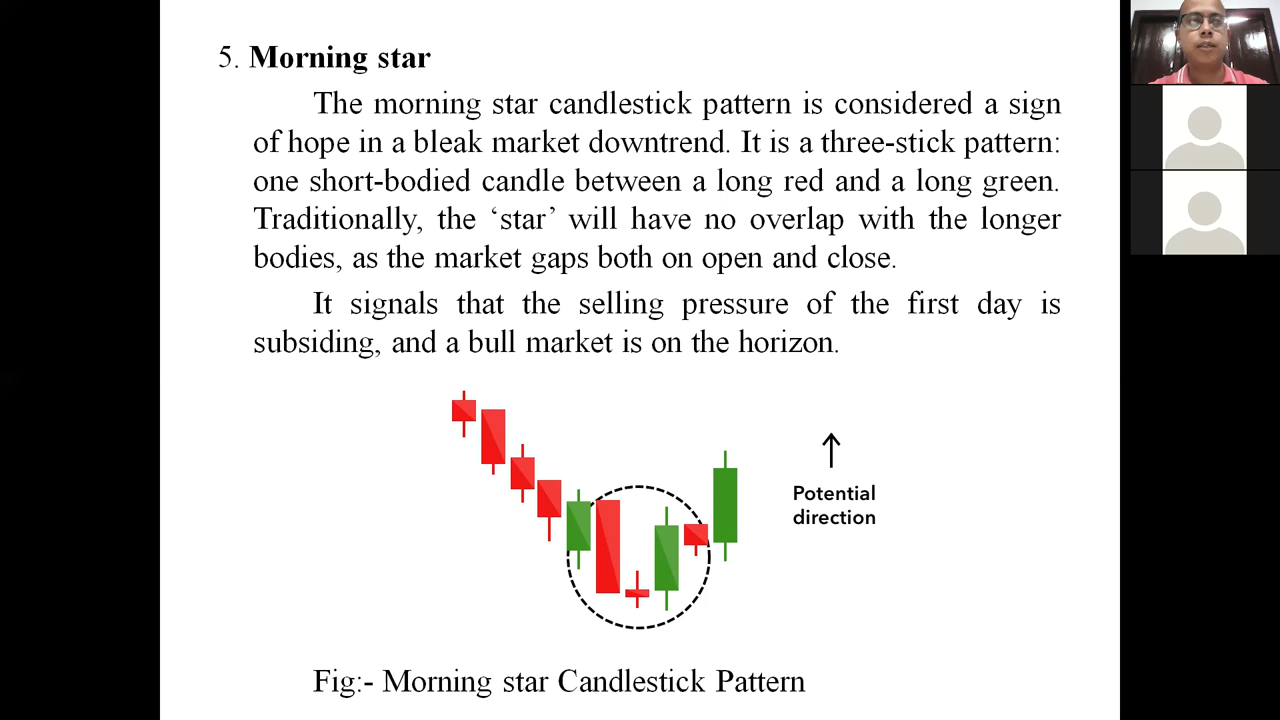 5. Morning star
The morning star candlestick pattern is considered a sign
of hope in a bleak market downtrend. It is a three-stick pattern:
one short-bodied candle between a long red and a long green.
Traditionally, the ‘star’ will have no overlap with the longer
bodies, as the market gaps both on open and close.
It signals that the selling pressure of the first day is
subsiding, and a bull market is on the horizon.
Potential
direction
Fig:- Morning star Candlestick Pattern